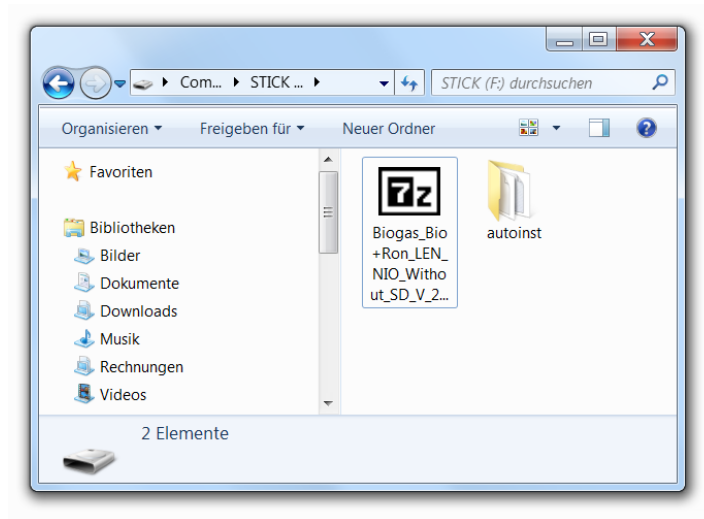 Com... STICK ...
STICK (F:) durchsuchen
Organisieren Freigeben für Neuer Ordner
Favoriten
Bibliotheken
Bilder
Dokumente
Downloads
Musik
Rechnungen
Videos
7z
Biogas_Bio
+Ron_LEN_
NIO_Witho
ut_SD_V_2...
autoinst
2 Elemente